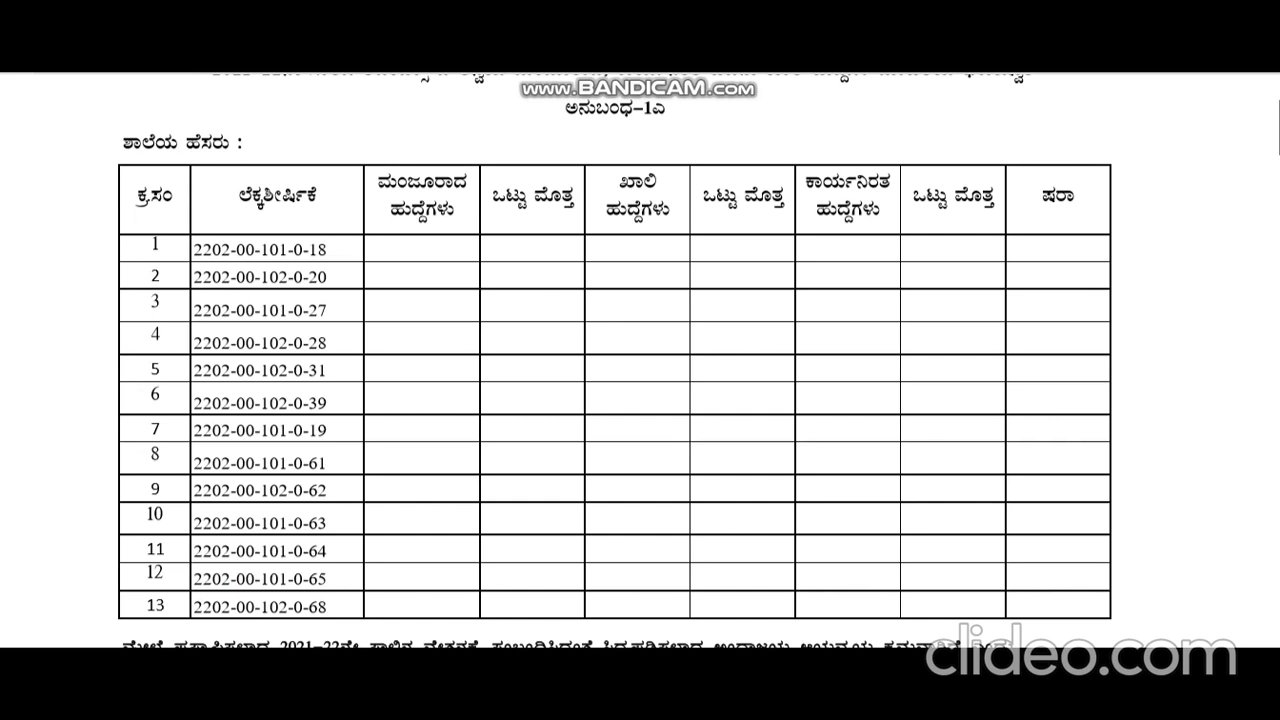 www.BANDICAM.com
ಅನುಬಂಧ–1ಎ
ಶಾಲೆಯ ಹೆಸರು :
ಕ್ರ.ಸಂ ಲೆಕ್ಕಶೀರ್ಷಿಕೆ ಮಂಜೂರಾದ ಹುದ್ದೆಗಳು ಒಟ್ಟು ಮೊತ್ತ ಖಾಲಿ ಹುದ್ದೆಗಳು ಒಟ್ಟು ಮೊತ್ತ ಕಾರ್ಯನಿರತ ಹುದ್ದೆಗಳು ಒಟ್ಟು ಮೊತ್ತ ಷರಾ
1 2202-00-101-0-18
2 2202-00-102-0-20
3 2202-00-101-0-27
4 2202-00-102-0-28
5 2202-00-102-0-31
6 2202-00-102-0-39
7 2202-00-101-0-19
8 2202-00-101-0-61
9 2202-00-102-0-62
10 2202-00-101-0-63
11 2202-00-101-0-64
12 2202-00-101-0-65
13 2202-00-102-0-68
2021–22ನೇ ಸಾಲಿನ
clideo.com